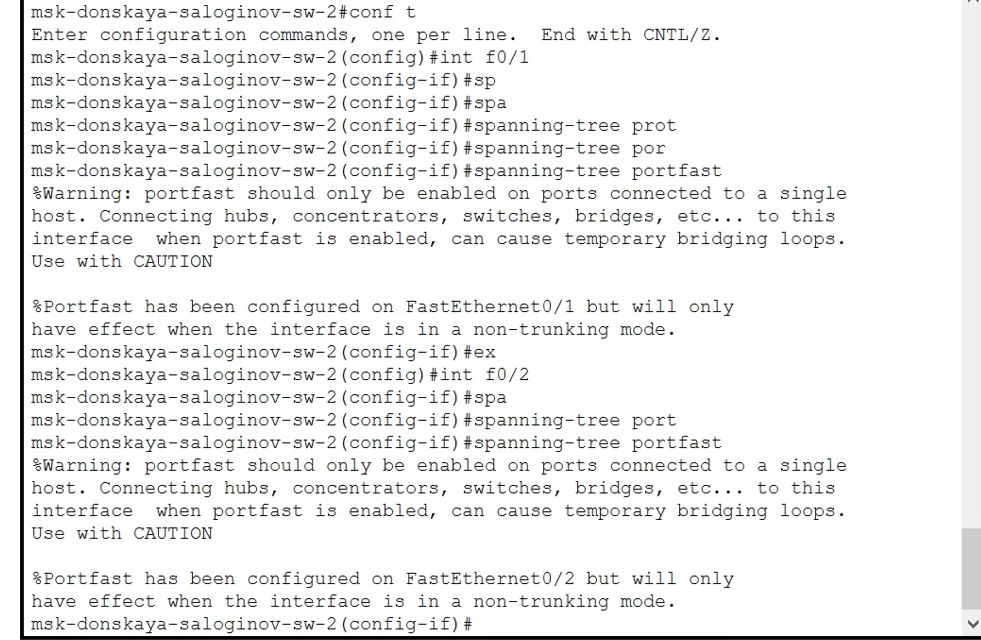 msk-donskaya-saloginov-sw-2#conf t
Enter configuration commands, one per line.  End with CNTL/Z.
msk-donskaya-saloginov-sw-2(config)#int f0/1
msk-donskaya-saloginov-sw-2(config-if)#sp
msk-donskaya-saloginov-sw-2(config-if)#spa
msk-donskaya-saloginov-sw-2(config-if)#spanning-tree prot
msk-donskaya-saloginov-sw-2(config-if)#spanning-tree por
msk-donskaya-saloginov-sw-2(config-if)#spanning-tree portfast
%Warning: portfast should only be enabled on ports connected to a single
host. Connecting hubs, concentrators, switches, bridges, etc... to this
interface  when portfast is enabled, can cause temporary bridging loops.
Use with CAUTION

%Portfast has been configured on FastEthernet0/1 but will only
have effect when the interface is in a non-trunking mode.
msk-donskaya-saloginov-sw-2(config-if)#ex
msk-donskaya-saloginov-sw-2(config)#int f0/2
msk-donskaya-saloginov-sw-2(config-if)#spa
msk-donskaya-saloginov-sw-2(config-if)#spanning-tree port
msk-donskaya-saloginov-sw-2(config-if)#spanning-tree portfast
%Warning: portfast should only be enabled on ports connected to a single
host. Connecting hubs, concentrators, switches, bridges, etc... to this
interface  when portfast is enabled, can cause temporary bridging loops.
Use with CAUTION

%Portfast has been configured on FastEthernet0/2 but will only
have effect when the interface is in a non-trunking mode.
msk-donskaya-saloginov-sw-2(config-if)#